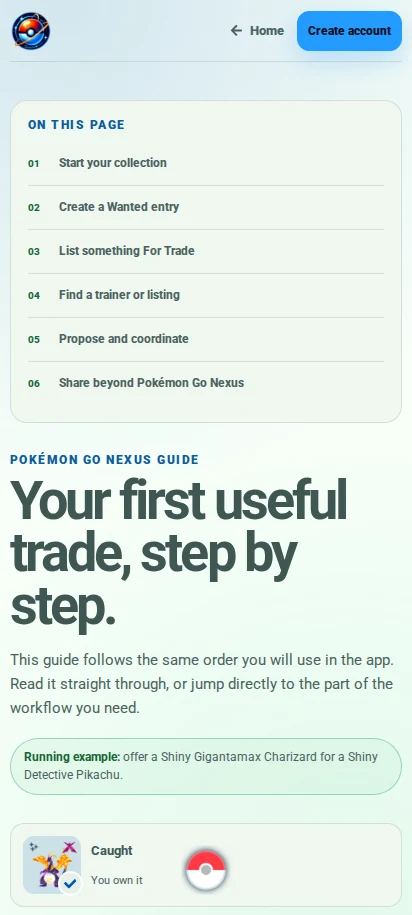 Home
Create account
ON THIS PAGE
01 Start your collection
02 Create a Wanted entry
03 List something For Trade
04 Find a trainer or listing
05 Propose and coordinate
06 Share beyond Pokémon Go Nexus
POKÉMON GO NEXUS GUIDE
Your first useful
trade, step by
step.
This guide follows the same order you will use in the app.
Read it straight through, or jump directly to the part of the
workflow you need.
Running example: offer a Shiny Gigantamax Charizard for a Shiny
Detective Pikachu.
Caught
You own it